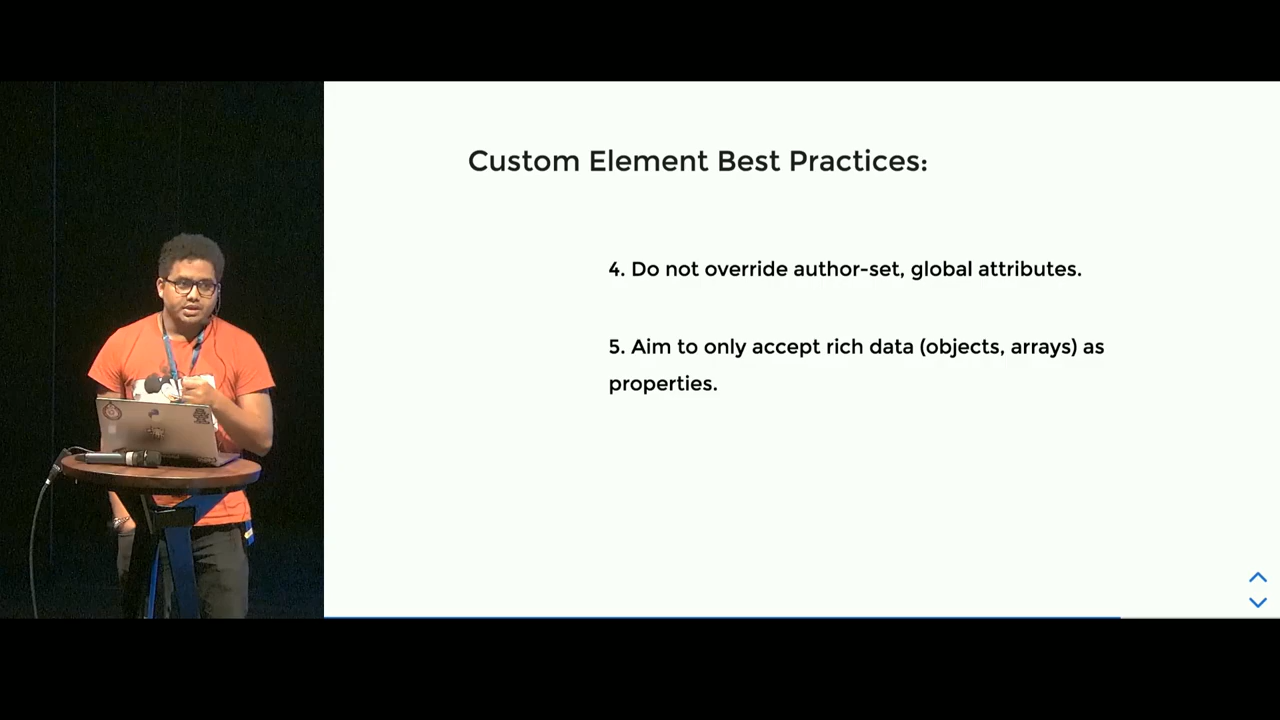 Custom Element Best Practices:
4. Do not override author-set, global attributes.
5. Aim to only accept rich data (objects, arrays) as
properties.